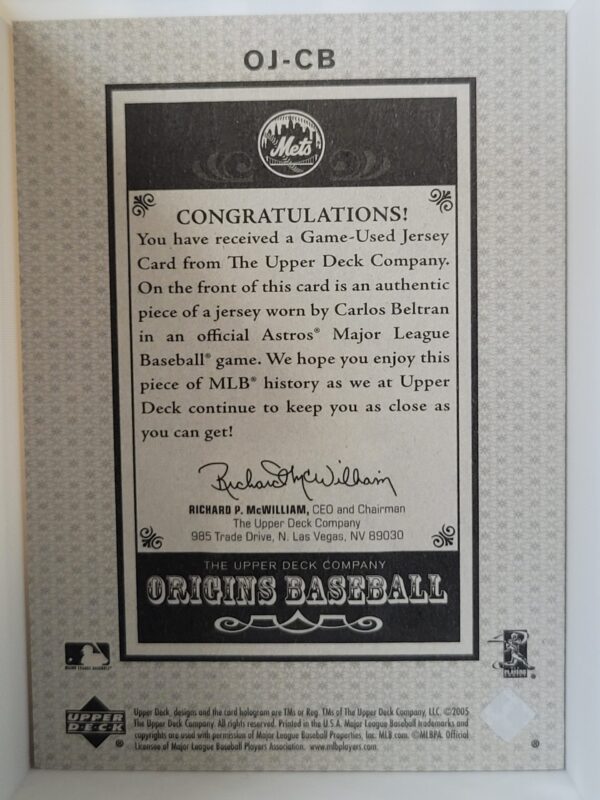 OJ-CB
Mets
CONGRATULATIONS!
You have received a Game-Used Jersey
Card from The Upper Deck Company.
On the front of this card is an authentic
piece of a jersey worn by Carlos Beltran
in an official Astros® Major League
Baseball® game. We hope you enjoy this
piece of MLB® history as we at Upper
Deck continue to keep you as close as
you can get!
Richard McWilliam
RICHARD P. McWILLIAM, CEO and Chairman
The Upper Deck Company
985 Trade Drive, N. Las Vegas, NV 89030
THE UPPER DECK COMPANY
ORIGINS BASEBALL
MAJOR LEAGUE BASEBALL
PLAYERS
UPPER
DECK ®
Upper Deck, designs and the card hologram are TMs or Reg. TMs of The Upper Deck Company, LLC. ©2005
The Upper Deck Company. All rights reserved. Printed in the U.S.A. Major League Baseball trademarks and
copyrights are used with permission of Major League Baseball Properties, Inc. MLB.com. ©MLBPA. Official
Licensee of Major League Baseball Players Association. www.mlbplayers.com
®